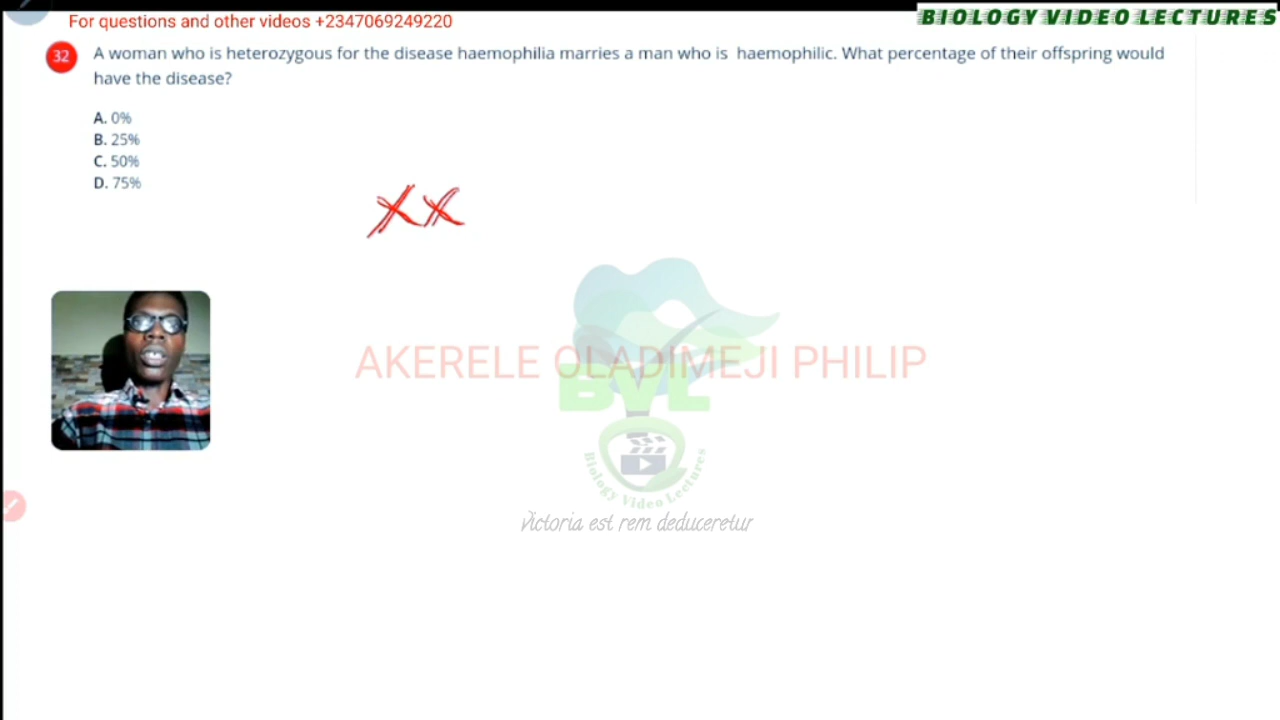 For questions and other videos +2347069249220
BIOLOGY VIDEO LECTURES
32 A woman who is heterozygous for the disease haemophilia marries a man who is haemophilic. What percentage of their offspring would
have the disease?
A. 0%
B. 25%
C. 50%
D. 75%
XX
AKERELE OLADIMEJI PHILIP
BVL
Biology Video Lectures
Victoria est rem deduceretur